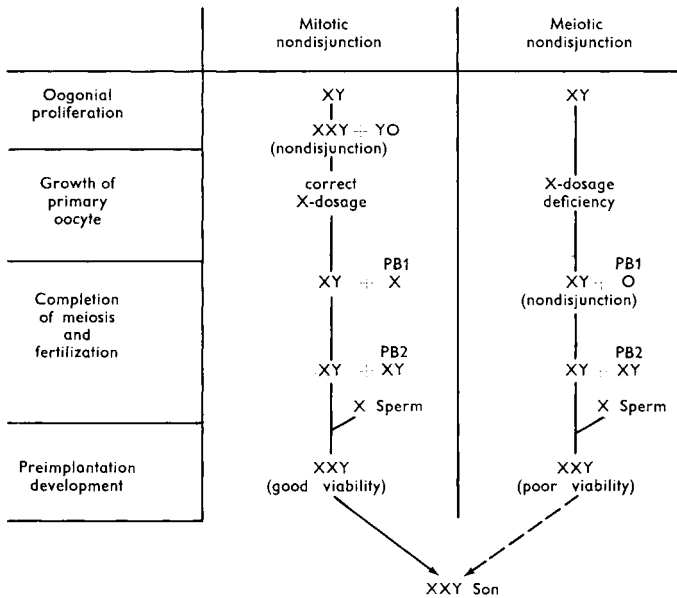 Mitotic
nondisjunction
Meiotic
nondisjunction
Oogonial
proliferation
XY
XXY + YO
(nondisjunction)
XY
Growth of
primary
oocyte
correct
X-dosage
X-dosage
deficiency
Completion
of meiosis
and
fertilization
PB1
XY + X
PB1
XY + O
(nondisjunction)
PB2
XY + XY
PB2
XY + XY
X Sperm
X Sperm
Preimplantation
development
XXY
(good viability)
XXY
(poor viability)
XXY Son